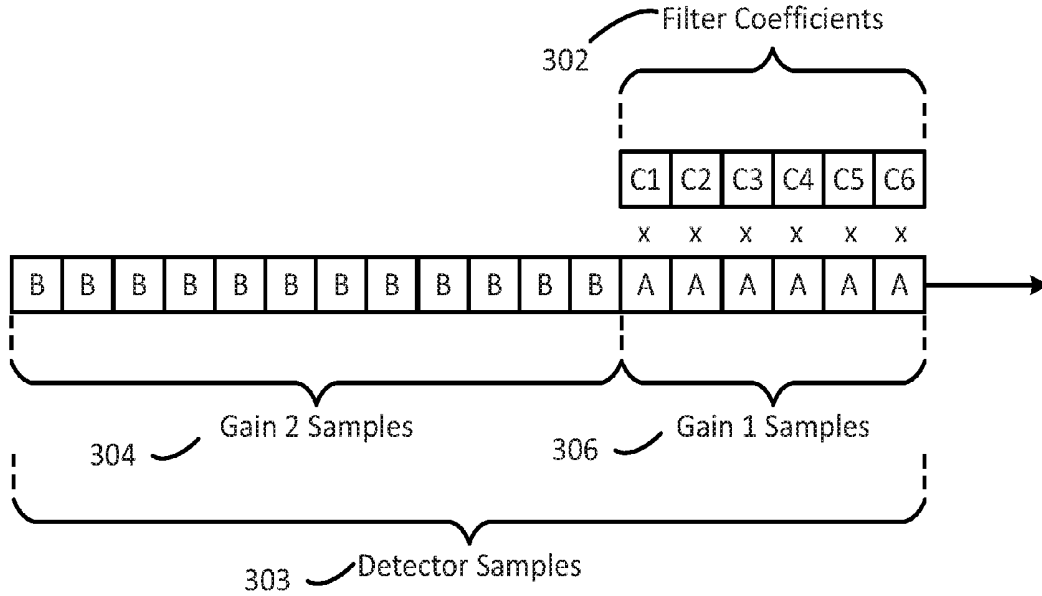 Filter Coefficients
302
C1 C2 C3 C4 C5 C6
x x x x x x
B B B B B B B B B B B B A A A A A A
Gain 2 Samples Gain 1 Samples
304 306
Detector Samples
303